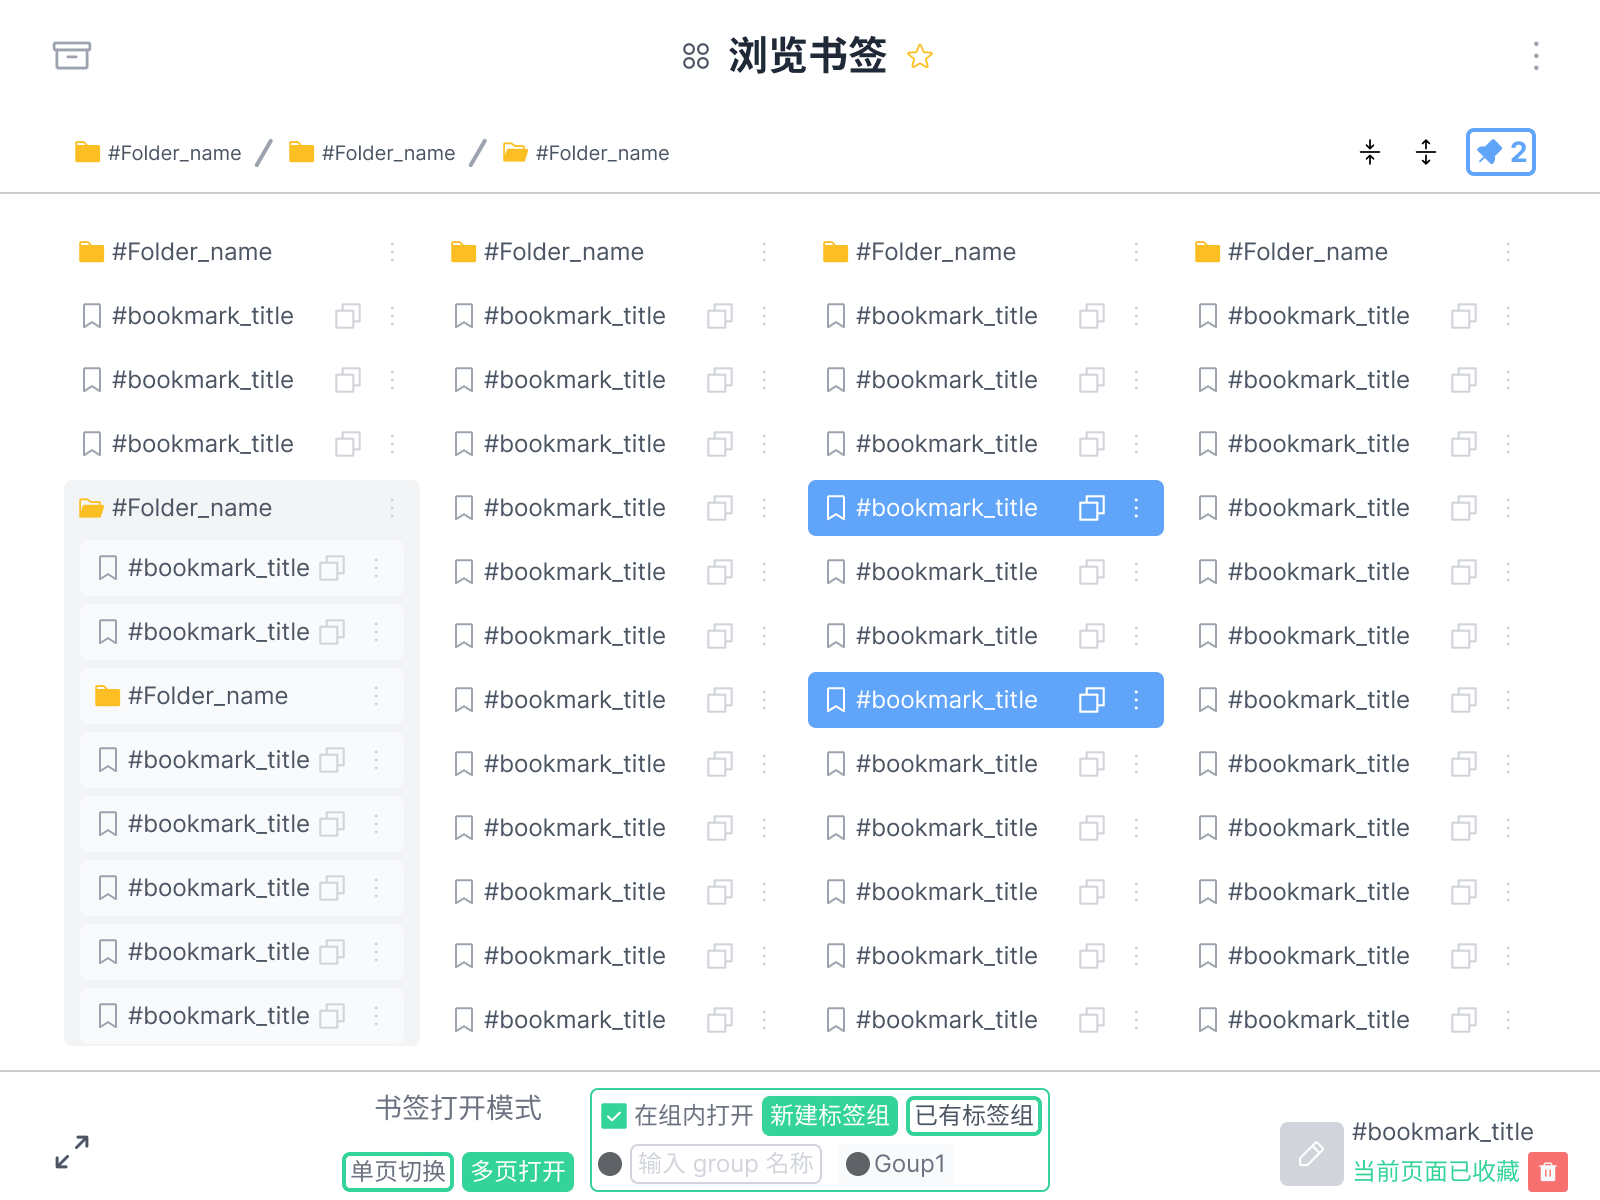 浏览书签
#Folder_name / #Folder_name / #Folder_name 2
#Folder_name #Folder_name #Folder_name #Folder_name
#bookmark_title #bookmark_title #bookmark_title #bookmark_title
#bookmark_title #bookmark_title #bookmark_title #bookmark_title
#bookmark_title #bookmark_title #bookmark_title #bookmark_title
#Folder_name #bookmark_title #bookmark_title #bookmark_title
#bookmark_title #bookmark_title #bookmark_title #bookmark_title
#bookmark_title #bookmark_title #bookmark_title #bookmark_title
#Folder_name #bookmark_title #bookmark_title #bookmark_title
#bookmark_title #bookmark_title #bookmark_title #bookmark_title
#bookmark_title #bookmark_title #bookmark_title #bookmark_title
#bookmark_title #bookmark_title #bookmark_title #bookmark_title
#bookmark_title #bookmark_title #bookmark_title #bookmark_title
#bookmark_title #bookmark_title #bookmark_title #bookmark_title
书签打开模式
单页切换 多页打开
在组内打开 新建标签组 已有标签组
输入 group 名称 Goup1
#bookmark_title
当前页面已收藏